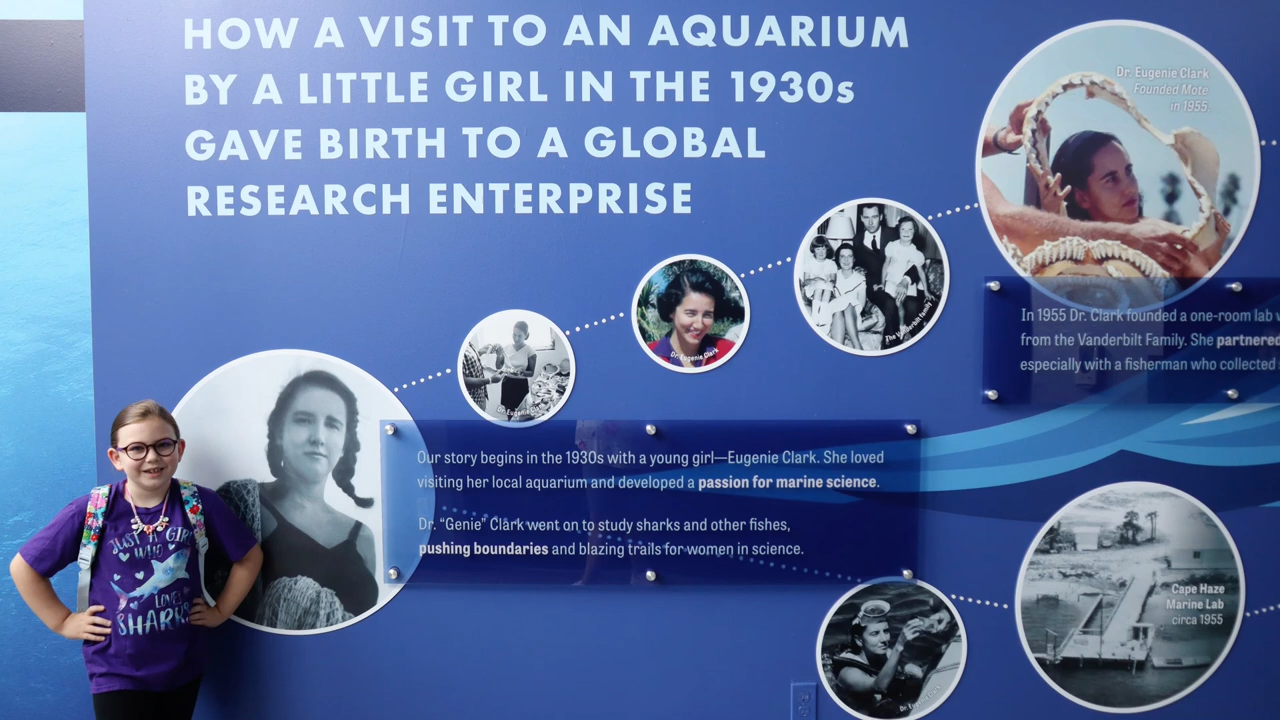 HOW A VISIT TO AN AQUARIUM
BY A LITTLE GIRL IN THE 1930s
GAVE BIRTH TO A GLOBAL
RESEARCH ENTERPRISE
Dr. Eugenie Clark
Founded Mote
in 1955
The Vanderbilt Family
Dr. Eugenie Clark
Dr. Eugenie
In 1955 Dr. Clark founded a one-room lab
from the Vanderbilt Family. She partnered
especially with a fisherman who collected
Our story begins in the 1930s with a young girl—Eugenie Clark. She loved
visiting her local aquarium and developed a passion for marine science.
Dr. “Genie” Clark went on to study sharks and other fishes,
pushing boundaries and blazing trails for women in science.
JUST A GIRL
WHO
LOVES
SHARKS
Cape Haze
Marine Lab
circa 1955
Dr. Eugenie Clark